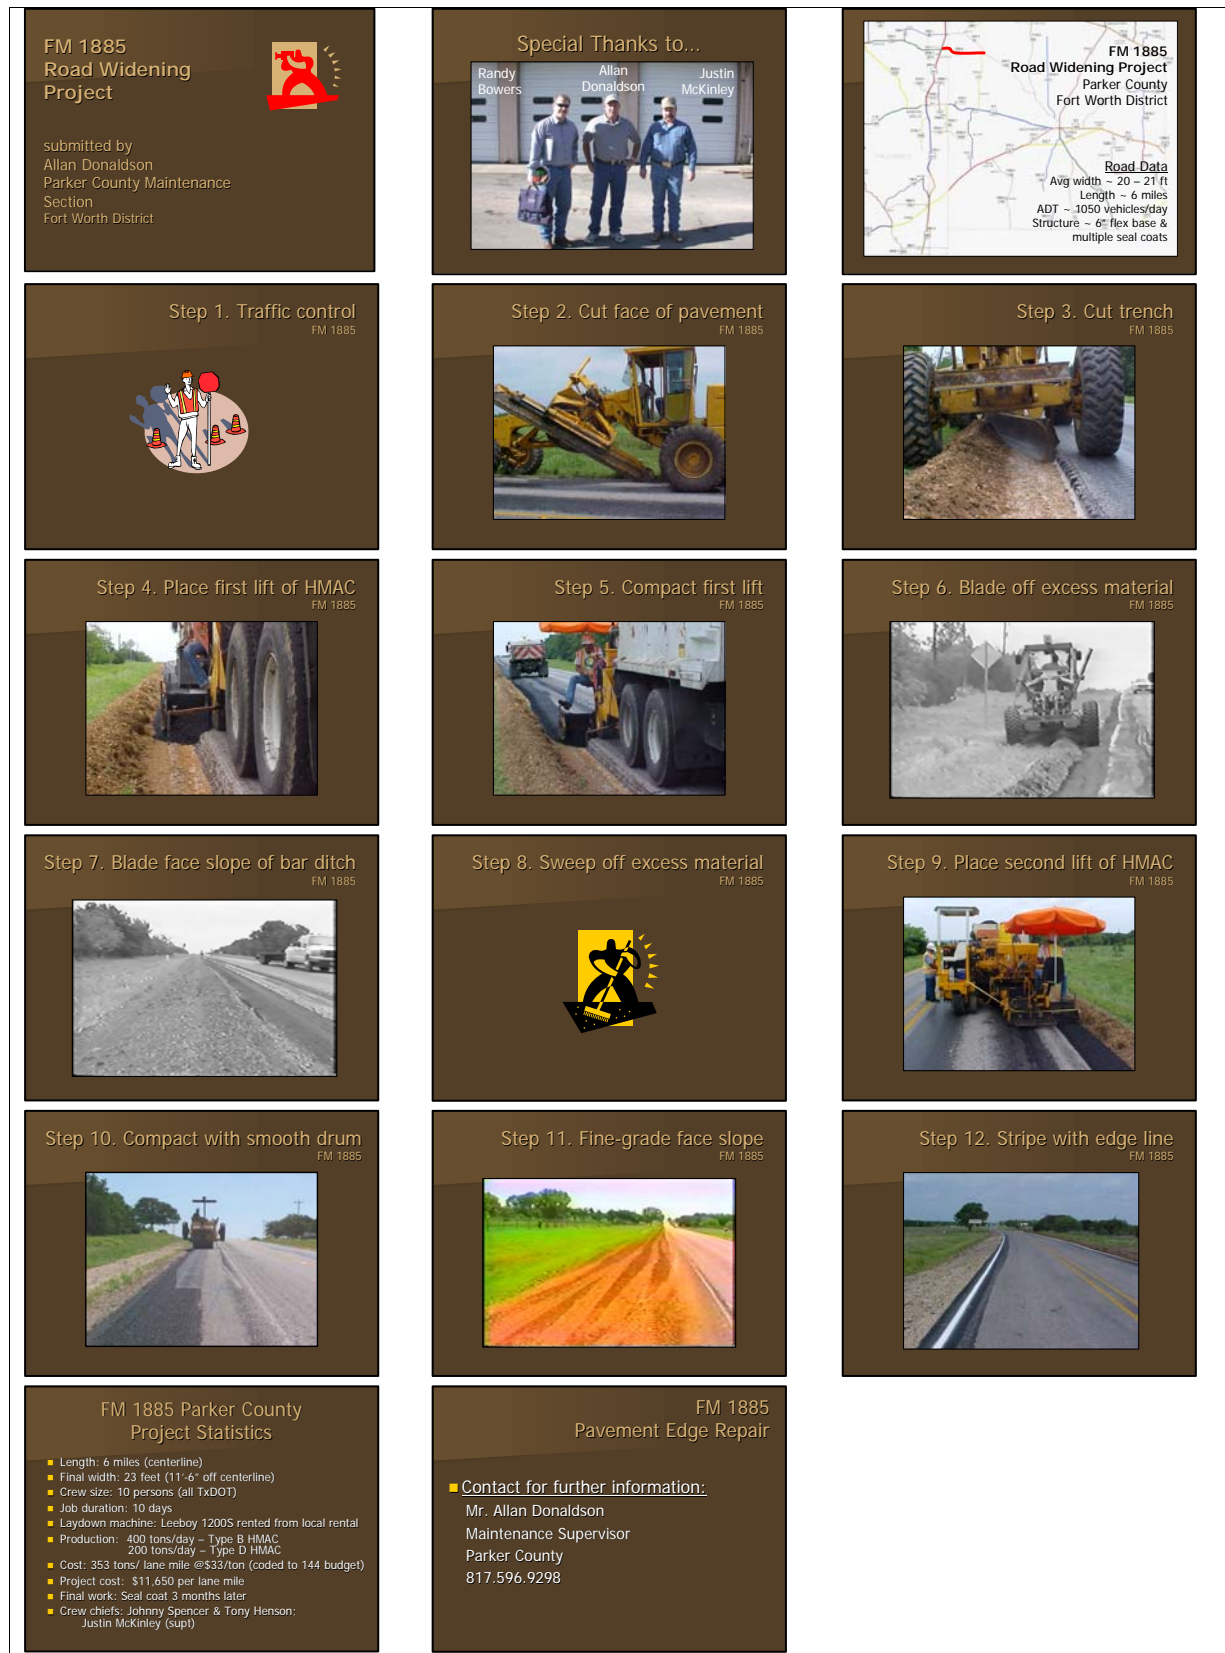 FM 1885
Road Widening
Project
submitted by
Allan Donaldson
Parker County Maintenance
Section
Fort Worth District
Special Thanks to...
Randy
Bowers
Allan
Donaldson
Justin
McKinley
FM 1885
Road Widening Project
Parker County
Fort Worth District
Road Data
Avg width ~ 20 – 21 ft
Length ~ 6 miles
ADT ~ 1050 vehicles/day
Structure ~ 6" flex base &
multiple seal coats
Step 1. Traffic control
FM 1885
Step 2. Cut face of pavement
FM 1885
Step 3. Cut trench
FM 1885
Step 4. Place first lift of HMAC
FM 1885
Step 5. Compact first lift
FM 1885
Step 6. Blade off excess material
FM 1885
Step 7. Blade face slope of bar ditch
FM 1885
Step 8. Sweep off excess material
FM 1885
Step 9. Place second lift of HMAC
FM 1885
Step 10. Compact with smooth drum
FM 1885
Step 11. Fine-grade face slope
FM 1885
Step 12. Stripe with edge line
FM 1885
FM 1885 Parker County
Project Statistics
Length: 6 miles (centerline)
Final width: 23 feet (11'-6" off centerline)
Crew size: 10 persons (all TxDOT)
Job duration: 10 days
Laydown machine: Leeboy 1200S rented from local rental
Production: 400 tons/day – Type B HMAC
200 tons/day – Type D HMAC
Cost: 353 tons/ lane mile @$33/ton (coded to 144 budget)
Project cost: $11,650 per lane mile
Final work: Seal coat 3 months later
Crew chiefs: Johnny Spencer & Tony Henson;
Justin McKinley (supt)
FM 1885
Pavement Edge Repair
Contact for further information:
Mr. Allan Donaldson
Maintenance Supervisor
Parker County
817.596.9298